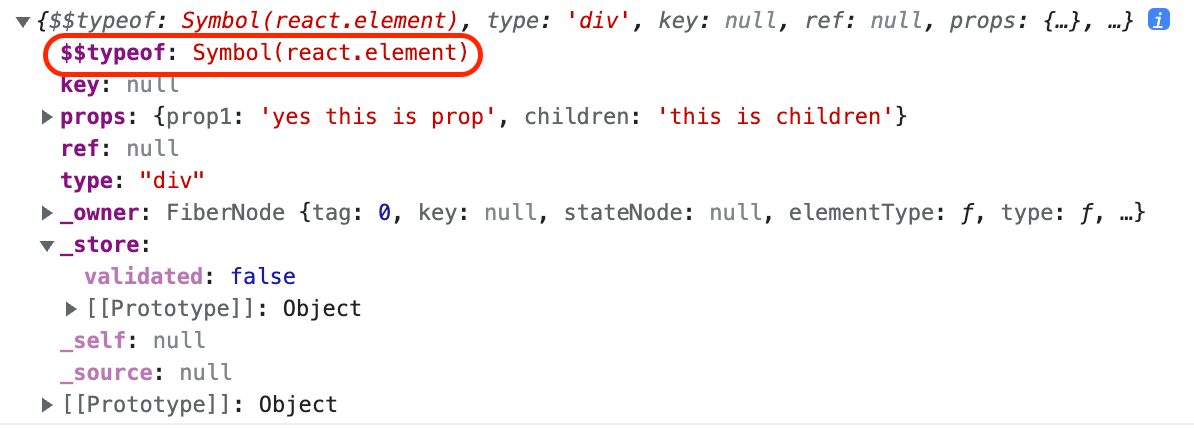 {$$typeof: Symbol(react.element), type: 'div', key: null, ref: null, props: {…}, …} i
$$typeof: Symbol(react.element)
key: null
props: {prop1: 'yes this is prop', children: 'this is children'}
ref: null
type: "div"
_owner: FiberNode {tag: 0, key: null, stateNode: null, elementType: ƒ, type: ƒ, …}
_store:
validated: false
[[Prototype]]: Object
_self: null
_source: null
[[Prototype]]: Object